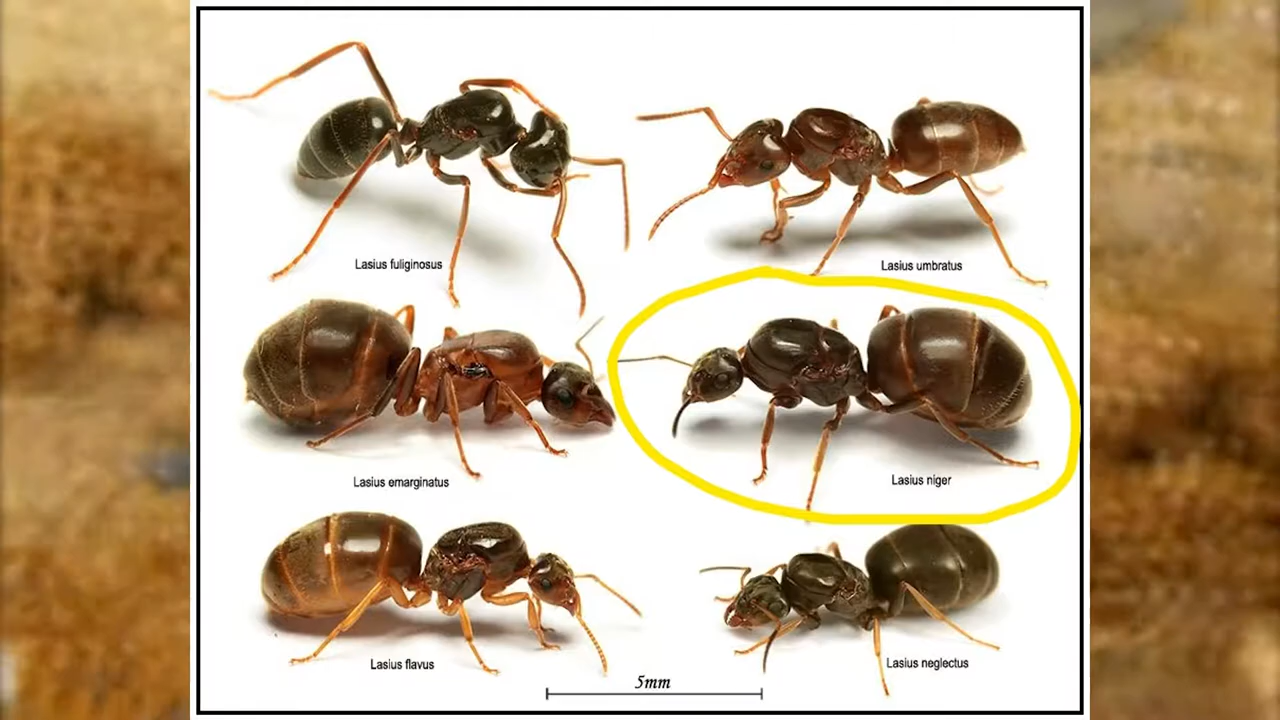 Lasius fuliginosus
Lasius umbratus
Lasius emarginatus
Lasius niger
Lasius flavus
Lasius neglectus
5mm